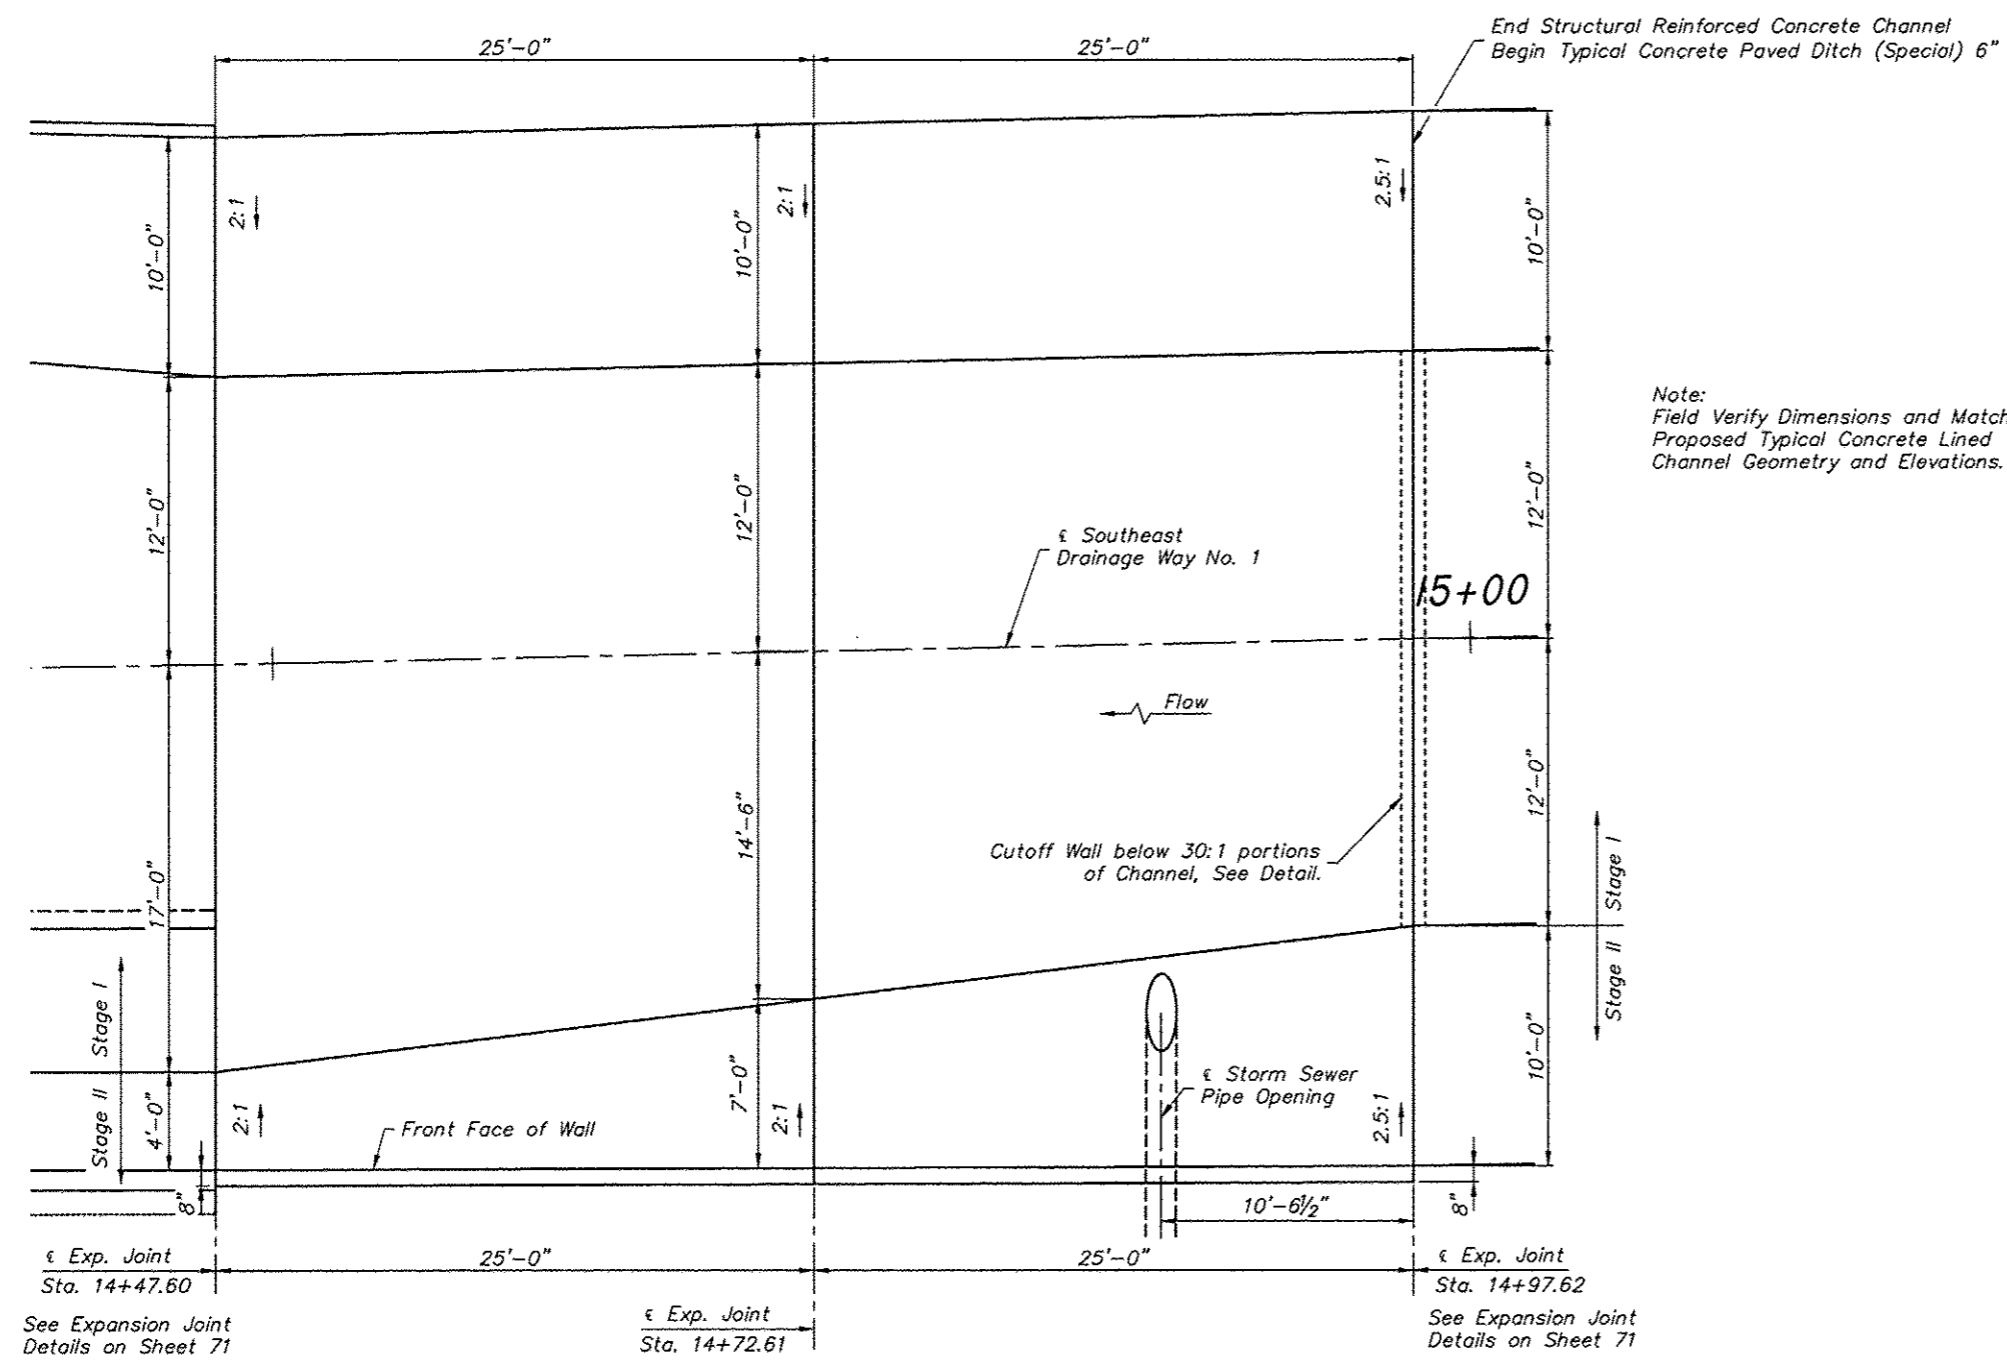 25'-0"
25'-0"
End Structural Reinforced Concrete Channel
Begin Typical Concrete Paved Ditch (Special) 6"
2:1
2:1
2.5:1
10'-0"
10'-0"
10'-0"
Note:
Field Verify Dimensions and Match
Proposed Typical Concrete Lined
Channel Geometry and Elevations.
12'-0"
12'-0"
12'-0"
℄ Southeast
Drainage Way No. 1
15+00
Flow
17'-0"
14'-6"
12'-0"
Cutoff Wall below 30:1 portions
of Channel, See Detail.
Stage I
Stage II
Stage I
Stage II
4'-0"
2:1
Front Face of Wall
7'-0"
2:1
℄ Storm Sewer
Pipe Opening
2.5:1
10'-0"
8"
10'-6½"
8"
℄ Exp. Joint
Sta. 14+47.60
25'-0"
25'-0"
℄ Exp. Joint
Sta. 14+97.62
See Expansion Joint
Details on Sheet 71
℄ Exp. Joint
Sta. 14+72.61
See Expansion Joint
Details on Sheet 71